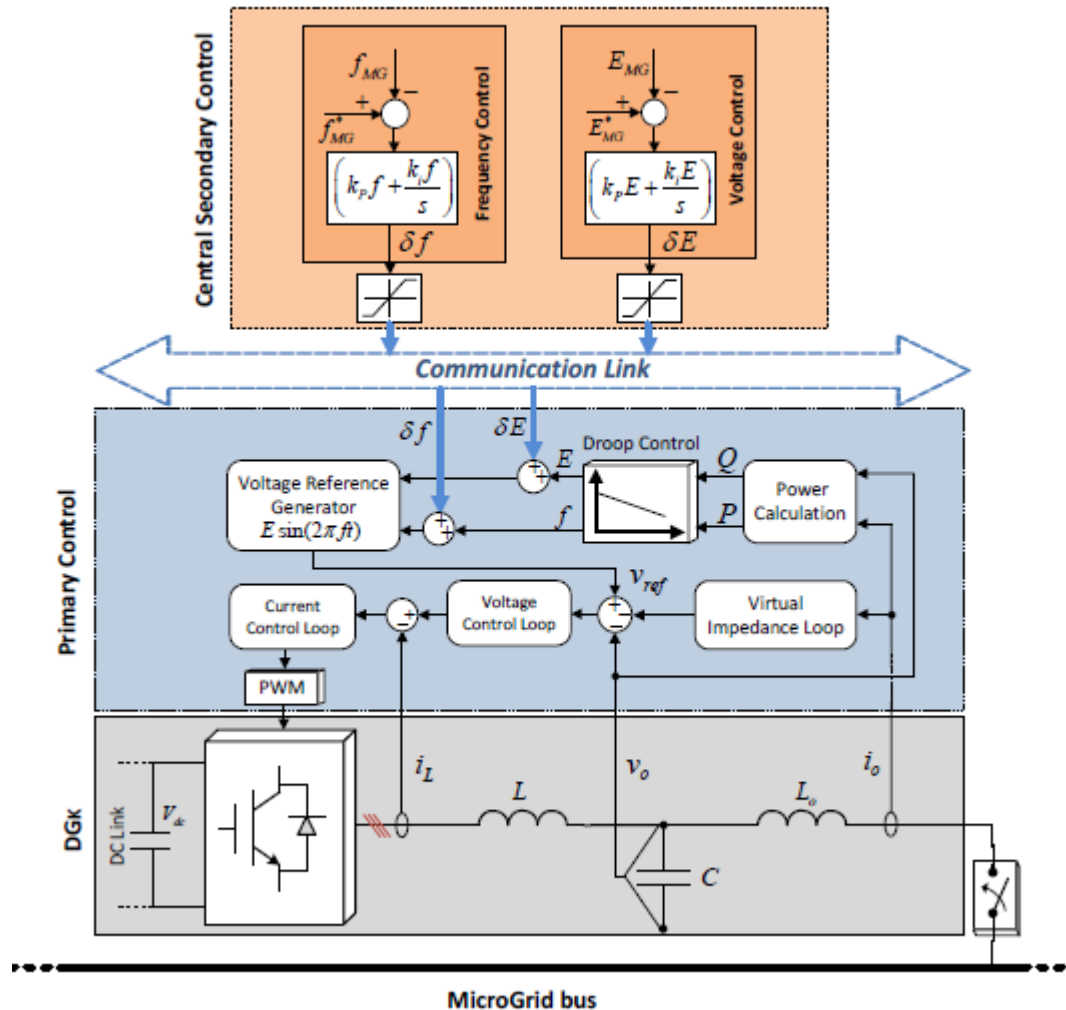 Central Secondary Control
f_MG
−
+
f*_MG
(k_P f + k_i f / s)
δf
Frequency Control
E_MG
−
+
E*_MG
(k_P E + k_i E / s)
δE
Voltage Control
Communication Link
Primary Control
δf
δE
Droop Control
Voltage Reference
Generator
E sin(2πft)
+
+
E
Q
+
+
f
P
Power
Calculation
v_ref
Current
Control Loop
+
−
Voltage
Control Loop
+
−
−
Virtual
Impedance Loop
PWM
DGK
DC Link
V_dc
i_L
L
v_o
C
L_o
i_o
MicroGrid bus